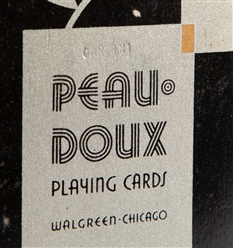 PEAU·
DOUX
PLAYING CARDS
WALGREEN·CHICAGO